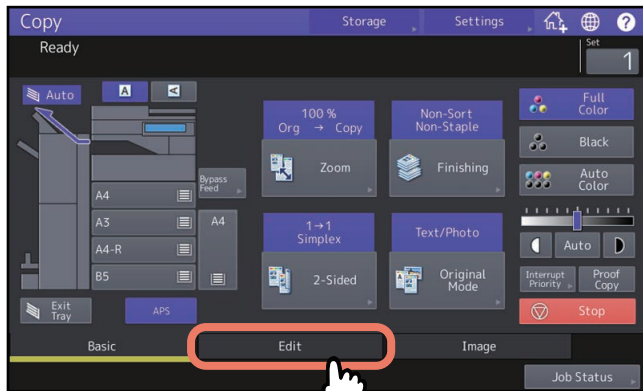 Copy
Storage
Settings
?
Ready
Set
1
Auto
A
A
100 %
Org → Copy
Zoom
Non-Sort
Non-Staple
Finishing
Full
Color
Black
Auto
Color
Bypass
Feed
A4
A3
A4-R
B5
A4
1→1
Simplex
2-Sided
Text/Photo
Original
Mode
Auto
Interrupt
Priority
Proof
Copy
Exit
Tray
APS
Stop
Basic
Edit
Image
Job Status